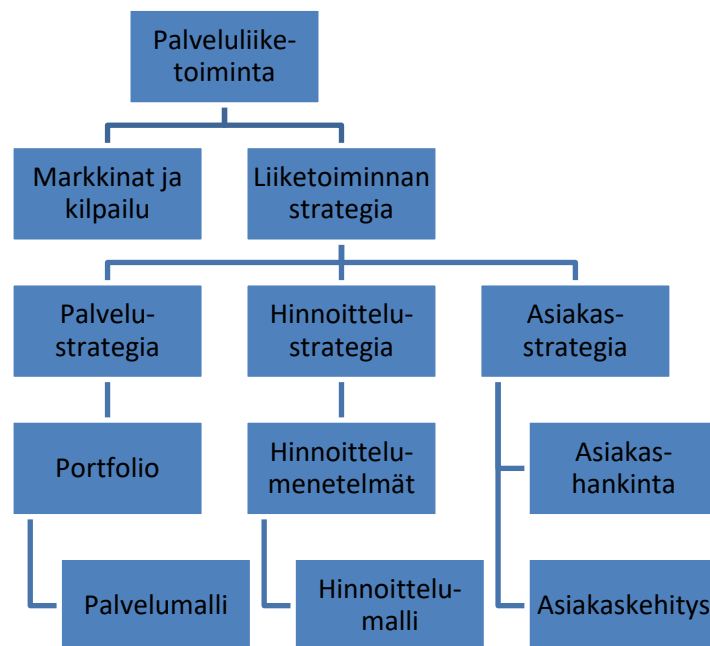 Palveluliike-
toiminta
Markkinat ja
kilpailu
Liiketoiminnan
strategia
Palvelu-
strategia
Hinnoittelu-
strategia
Asiakas-
strategia
Portfolio
Hinnoittelu-
menetelmät
Asiakas-
hankinta
Palvelumalli
Hinnoittelu-
malli
Asiakaskehitys